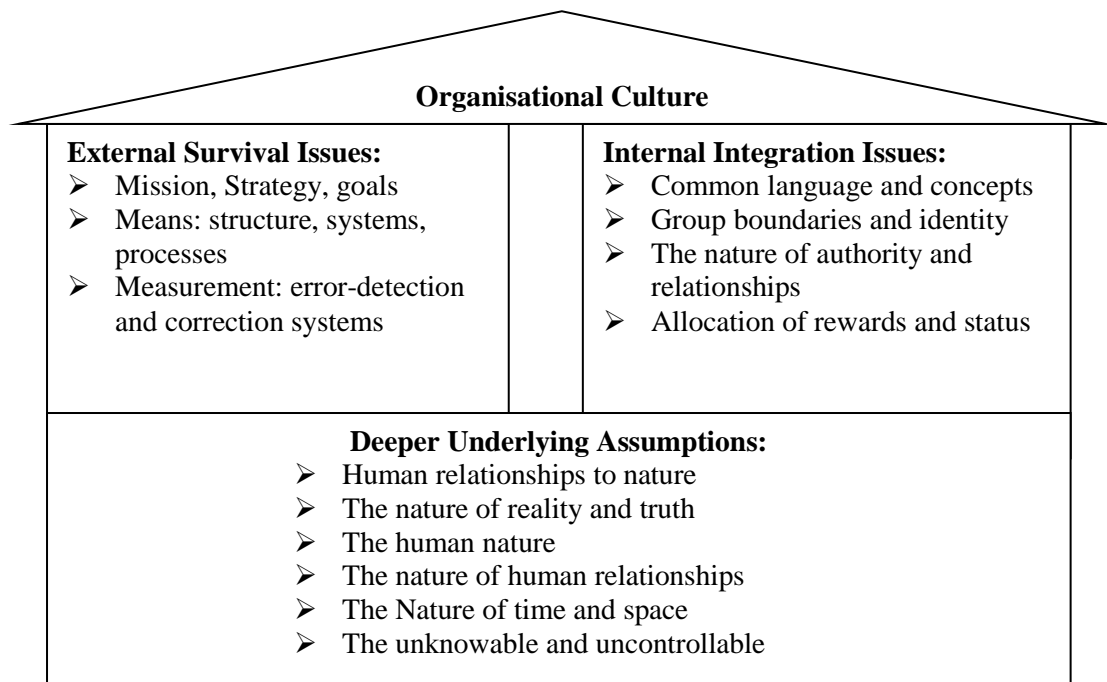 Organisational Culture
External Survival Issues:
➢ Mission, Strategy, goals
➢ Means: structure, systems,
processes
➢ Measurement: error-detection
and correction systems
Internal Integration Issues:
➢ Common language and concepts
➢ Group boundaries and identity
➢ The nature of authority and
relationships
➢ Allocation of rewards and status
Deeper Underlying Assumptions:
➢ Human relationships to nature
➢ The nature of reality and truth
➢ The human nature
➢ The nature of human relationships
➢ The Nature of time and space
➢ The unknowable and uncontrollable